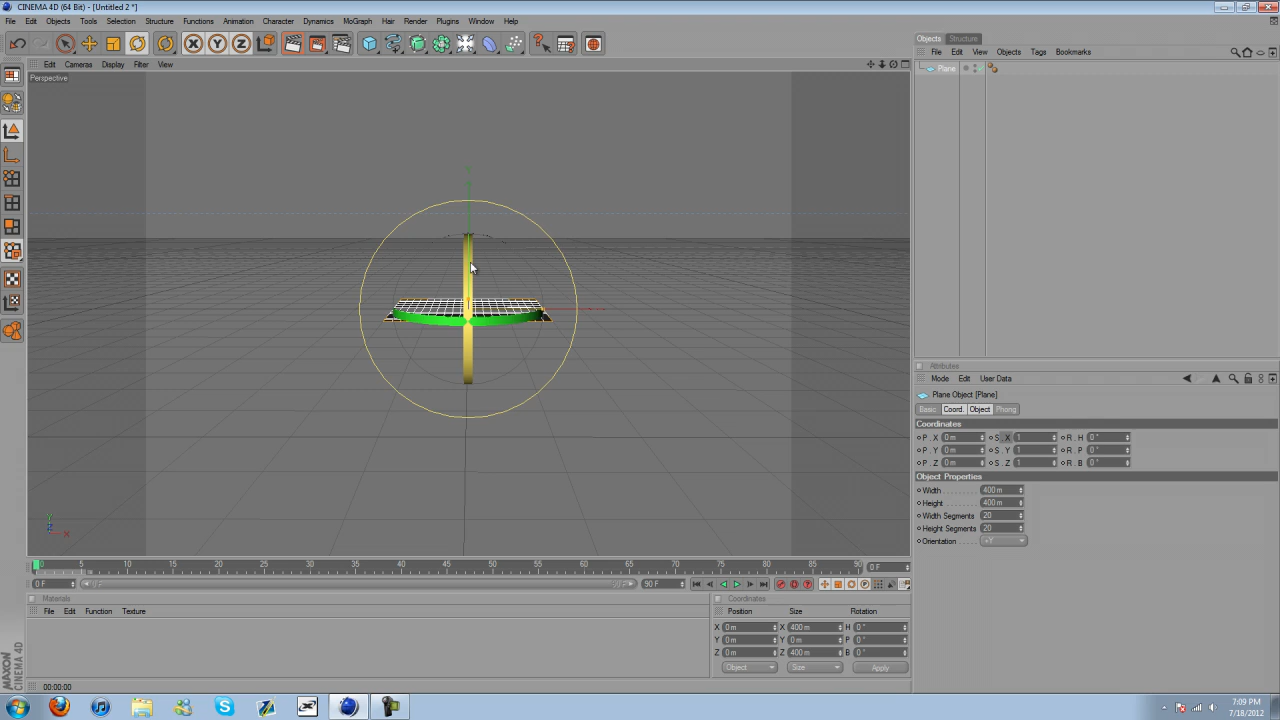 CINEMA 4D (64 Bit) - [Untitled 2 *]
File Edit Objects Tools Selection Structure Functions Animation Character Dynamics MoGraph Hair Render Plugins Window Help
Objects Structure
File Edit View Objects Tags Bookmarks
Plane
Edit Cameras Display Filter View
Perspective
Y
Z
X
Attributes
Mode Edit User Data
Plane Object [Plane]
Basic Coord. Object Phong
Coordinates
P . X 0 m S . X 1 R . H 0 °
P . Y 0 m S . Y 1 R . P 0 °
P . Z 0 m S . Z 1 R . B 0 °
Object Properties
Width 400 m
Height 400 m
Width Segments 20
Height Segments 20
Orientation +Y
0 5 10 15 20 25 30 35 40 45 50 55 60 65 70 75 80 85 90 0 F
0 F 90 F 90 F
Materials
File Edit Function Texture
Coordinates
Position Size Rotation
X 0 m X 400 m H 0 °
Y 0 m Y 0 m P 0 °
Z 0 m Z 400 m B 0 °
Object Size Apply
MAXON CINEMA 4D
00:00:00
7:09 PM
7/18/2012